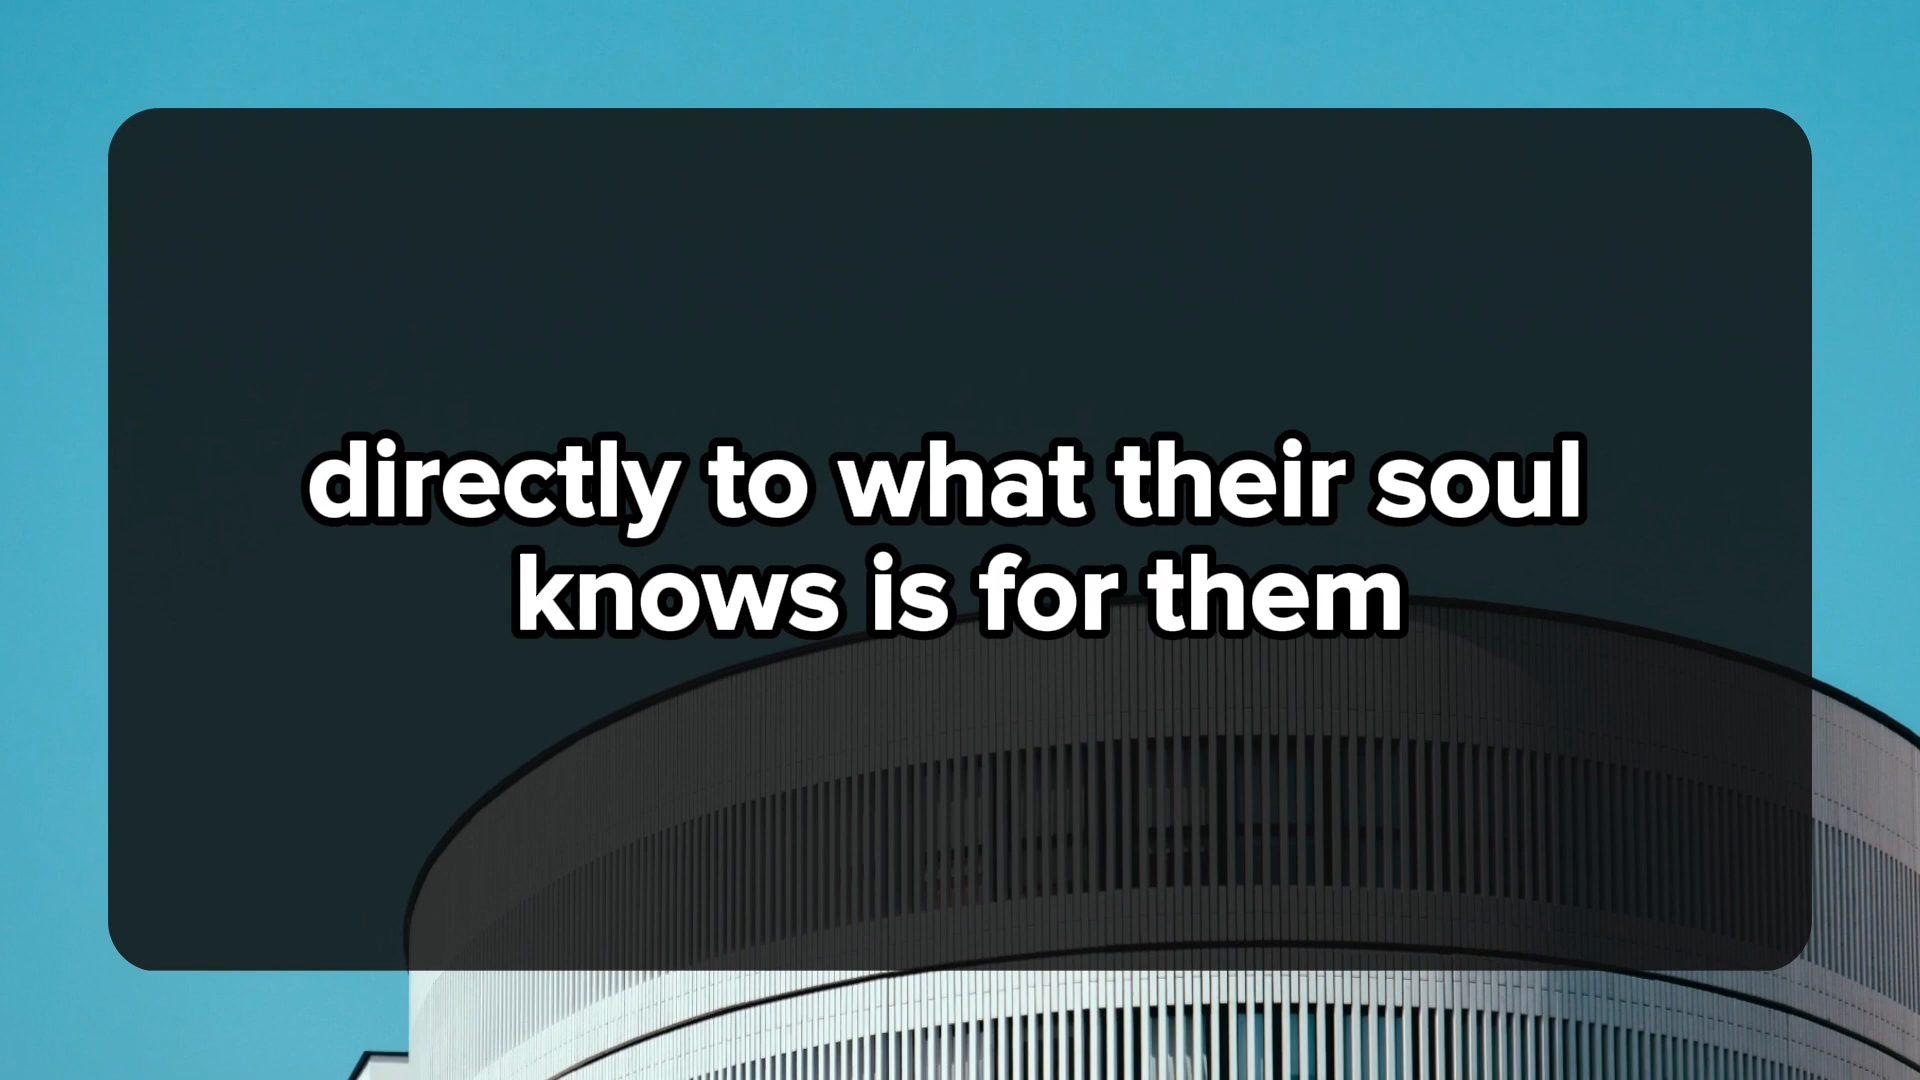 directly to what their soul
knows is for them